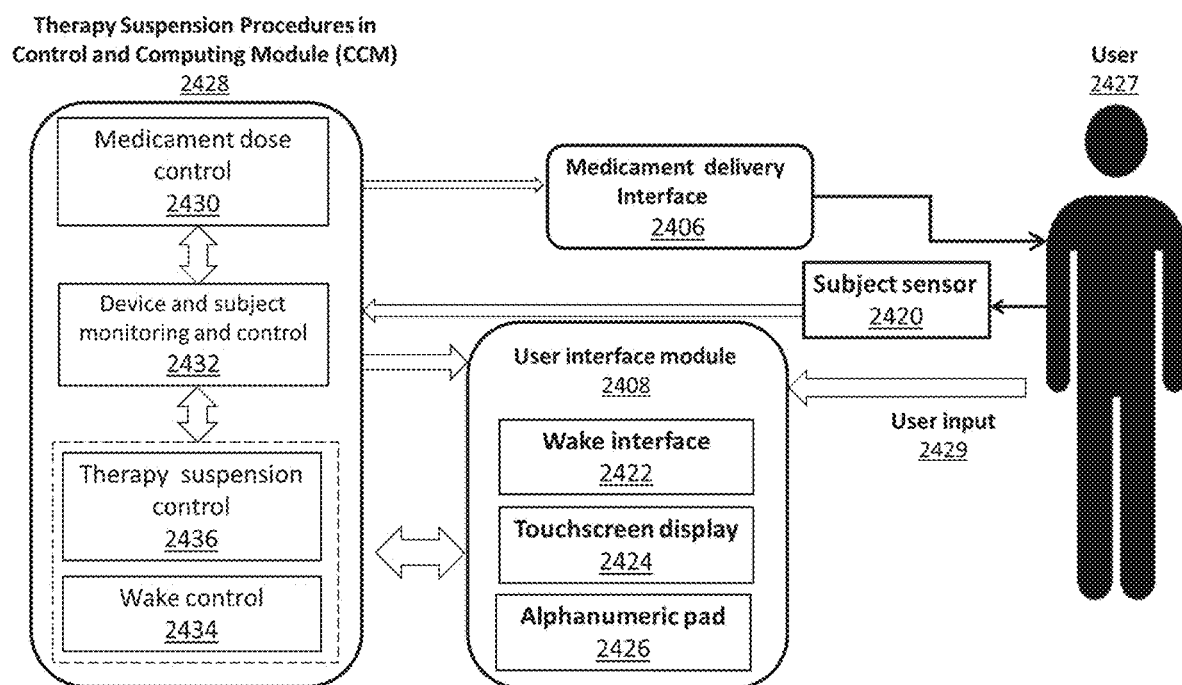 Therapy Suspension Procedures in
Control and Computing Module (CCM)
2428
Medicament dose
control
2430
Device and subject
monitoring and control
2432
Therapy suspension
control
2436
Wake control
2434
Medicament delivery
Interface
2406
Subject sensor
2420
User interface module
2408
Wake interface
2422
Touchscreen display
2424
Alphanumeric pad
2426
User
2427
User input
2429